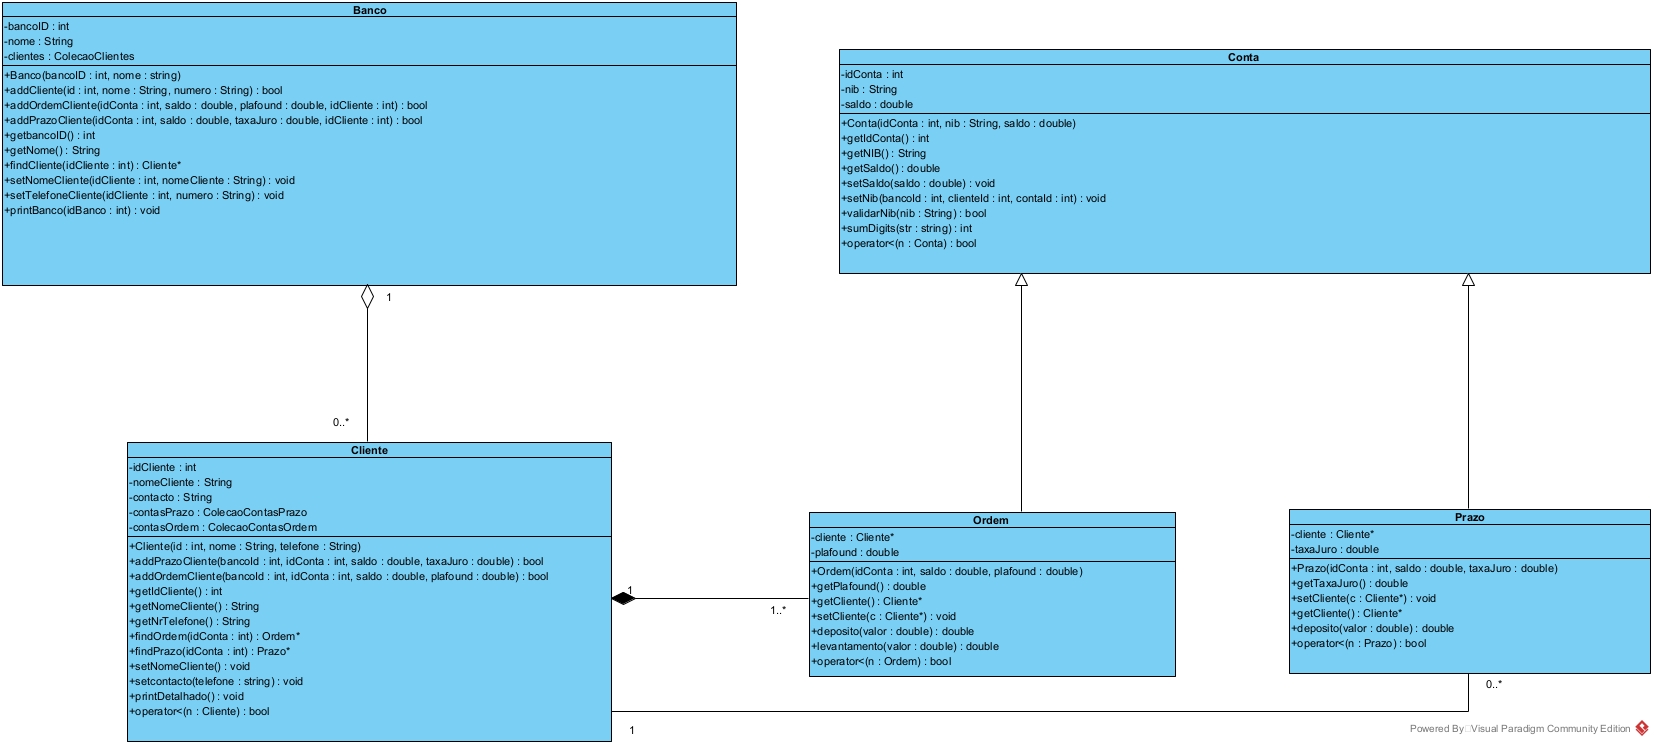 Banco
-bancoID : int
-nome : String
-clientes : ColecaoClientes
+Banco(bancoID : int, nome : string)
+addCliente(id : int, nome : String, numero : String) : bool
+addOrdemCliente(idConta : int, saldo : double, plafound : double, idCliente : int) : bool
+addPrazoCliente(idConta : int, saldo : double, taxaJuro : double, idCliente : int) : bool
+getbancoID() : int
+getNome() : String
+findCliente(idCliente : int) : Cliente*
+setNomeCliente(idCliente : int, nomeCliente : String) : void
+setTelefoneCliente(idCliente : int, numero : String) : void
+printBanco(idBanco : int) : void
Conta
-idConta : int
-nib : String
-saldo : double
+Conta(idConta : int, nib : String, saldo : double)
+getIdConta() : int
+getNIB() : String
+getSaldo() : double
+setSaldo(saldo : double) : void
+setNib(bancoId : int, clienteId : int, contaId : int) : void
+validarNib(nib : String) : bool
+sumDigits(str : string) : int
+operator<(n : Conta) : bool
1
0..*
Cliente
-idCliente : int
-nomeCliente : String
-contacto : String
-contasPrazo : ColecaoContasPrazo
-contasOrdem : ColecaoContasOrdem
+Cliente(id : int, nome : String, telefone : String)
+addPrazoCliente(bancoId : int, idConta : int, saldo : double, taxaJuro : double) : bool
+addOrdemCliente(bancoId : int, idConta : int, saldo : double, plafound : double) : bool
+getIdCliente() : int
+getNomeCliente() : String
+getNrTelefone() : String
+findOrdem(idConta : int) : Ordem*
+findPrazo(idConta : int) : Prazo*
+setNomeCliente() : void
+setcontacto(telefone : string) : void
+printDetalhado() : void
+operator<(n : Cliente) : bool
1
1..*
Ordem
-cliente : Cliente*
-plafound : double
+Ordem(idConta : int, saldo : double, plafound : double)
+getPlafound() : double
+getCliente() : Cliente*
+setCliente(c : Cliente*) : void
+deposito(valor : double) : double
+levantamento(valor : double) : double
+operator<(n : Ordem) : bool
Prazo
-cliente : Cliente*
-taxaJuro : double
+Prazo(idConta : int, saldo : double, taxaJuro : double)
+getTaxaJuro() : double
+setCliente(c : Cliente*) : void
+getCliente() : Cliente*
+deposito(valor : double) : double
+operator<(n : Prazo) : bool
0..*
1
Powered By Visual Paradigm Community Edition